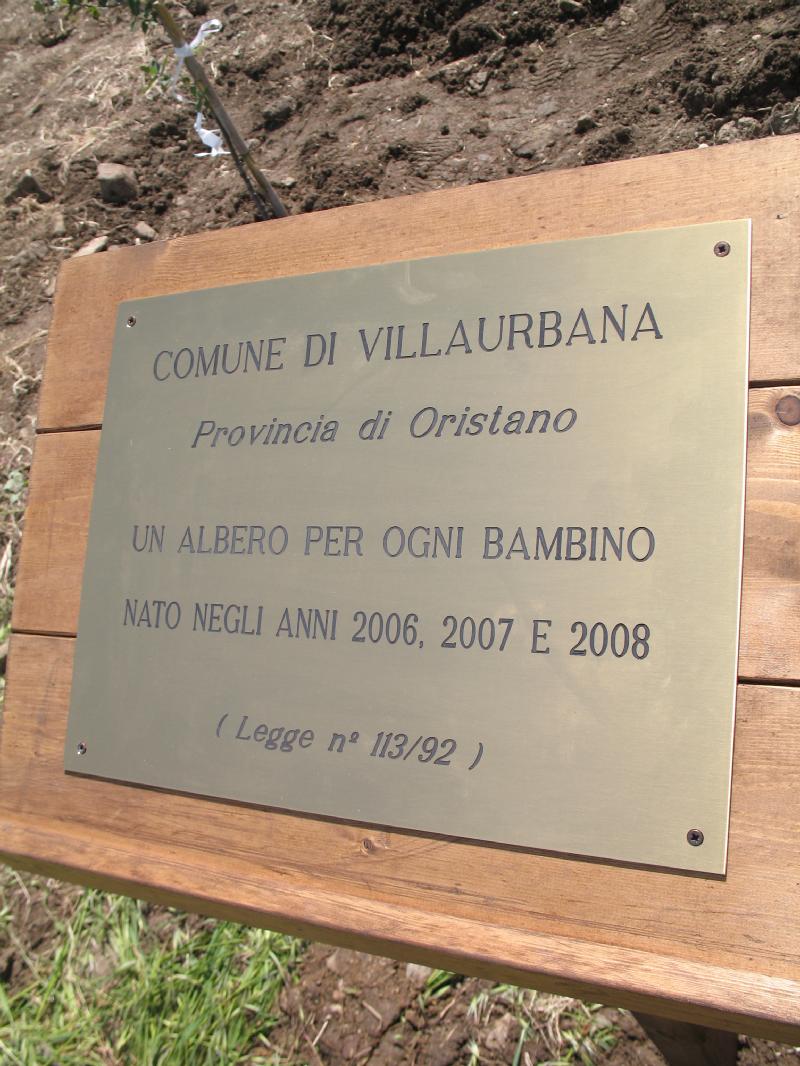 COMUNE DI VILLAURBANA
Provincia di Oristano
UN ALBERO PER OGNI BAMBINO
NATO NEGLI ANNI 2006, 2007 E 2008
( Legge nº 113/92 )